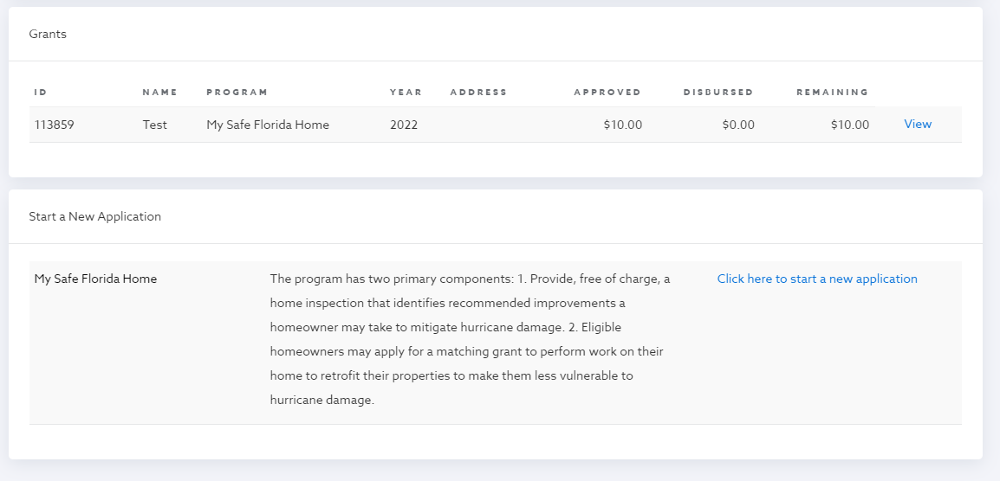 Grants
ID NAME PROGRAM YEAR ADDRESS APPROVED DISBURSED REMAINING
113859 Test My Safe Florida Home 2022 $10.00 $0.00 $10.00 View
Start a New Application
My Safe Florida Home The program has two primary components: 1. Provide, free of charge, a Click here to start a new application
home inspection that identifies recommended improvements a
homeowner may take to mitigate hurricane damage. 2. Eligible
homeowners may apply for a matching grant to perform work on their
home to retrofit their properties to make them less vulnerable to
hurricane damage.